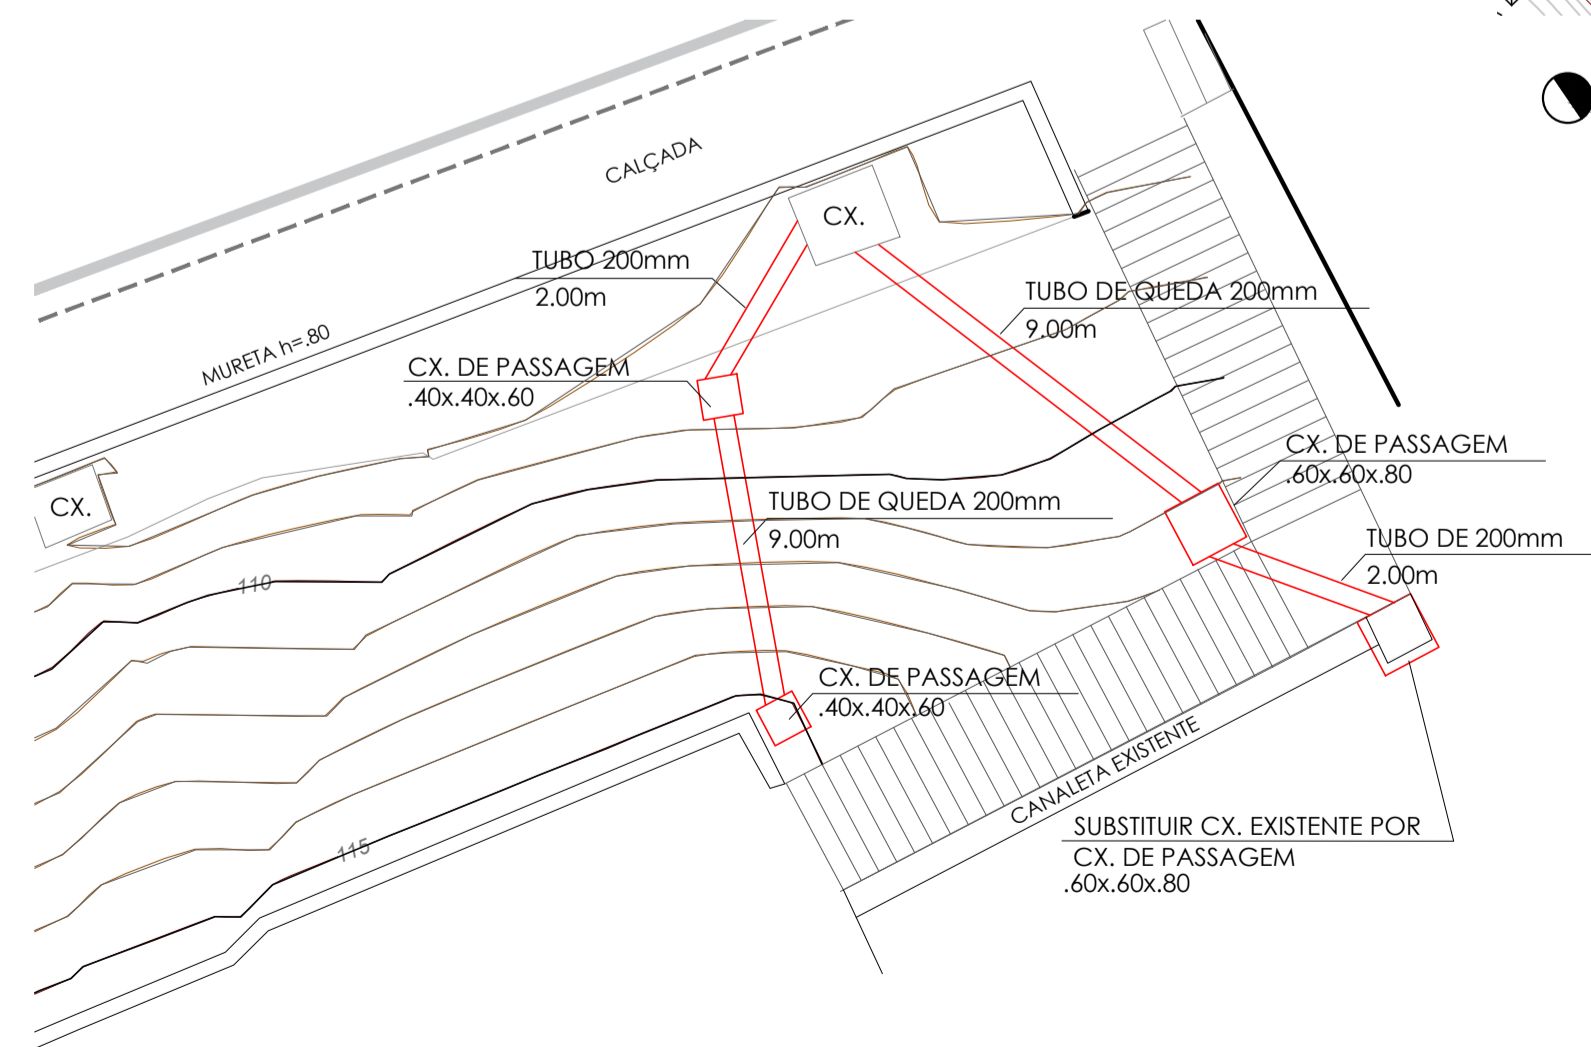 CALÇADA
CX.
TUBO 200mm
2.00m
TUBO DE QUEDA 200mm
9.00m
MURETA h=.80
CX. DE PASSAGEM
.40x.40x.60
CX. DE PASSAGEM
.60x.60x.80
CX.
TUBO DE QUEDA 200mm
9.00m
TUBO DE 200mm
2.00m
110
CX. DE PASSAGEM
.40x.40x.60
CANALETA EXISTENTE
SUBSTITUIR CX. EXISTENTE POR
CX. DE PASSAGEM
.60x.60x.80
115